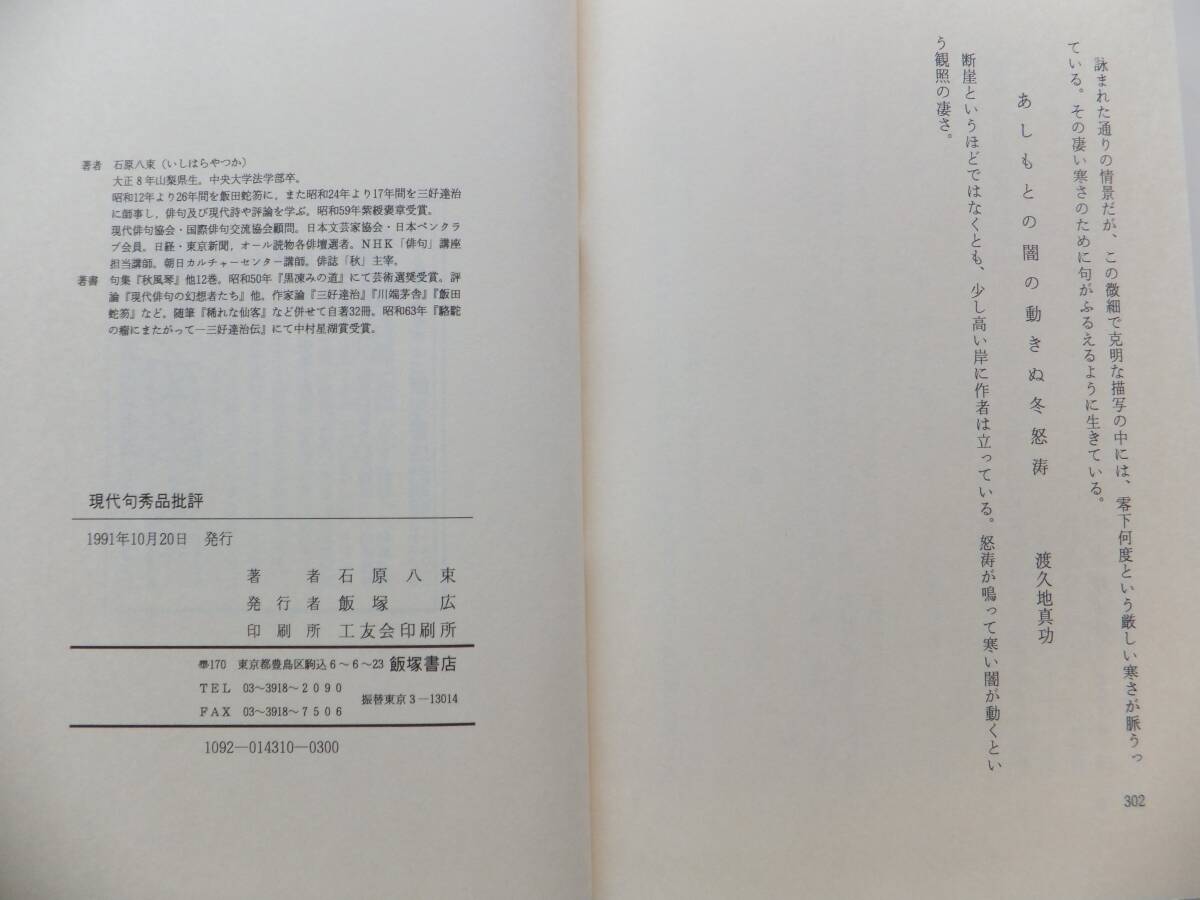 詠まれた通りの情景だが、この微細で克明な描写の中には、零下何度という厳しい寒さが脈うっ
ている。その凄い寒さのために句がふるえるように生きている。
あしもとの闇の動きぬ冬怒涛　渡久地真功
断崖というほどではなくとも、少し高い岸に作者は立っている。怒涛が鳴って寒い闇が動くとい
う観照の凄さ。
302
著者 石原八束(いしはらやつか)
大正8年山梨県生。中央大学法学部卒。
昭和12年より26年間を飯田蛇笏に，また昭和24年より17年間を三好達治
に師事し，俳句及び現代詩や評論を学ぶ。昭和59年紫綬褒章受賞。
現代俳句協会・国際俳句交流協会顧問。日本文芸家協会・日本ペンクラ
ブ会員。日経・東京新聞，オール読物各俳壇選者。NHK「俳句」講座
担当講師。朝日カルチャーセンター講師。俳誌「秋」主宰。
著書 句集『秋風琴』他12巻。昭和50年『黒凍みの道』にて芸術選奨受賞。評
論『現代俳句の幻想者たち』他。作家論『三好達治』『川端茅舎』『飯田
蛇笏』など。随筆『稀れな仙客』など併せて自著32冊。昭和63年『駱駝
の瘤にまたがって―三好達治伝』にて中村星湖賞受賞。
現代句秀品批評
1991年10月20日　発行
著者 石原八束
発行者 飯塚広
印刷所 工友会印刷所
〒170 東京都豊島区駒込6～6～23 飯塚書店
TEL 03～3918～2090
振替東京3―13014
FAX 03～3918～7506
1092―014310―0300